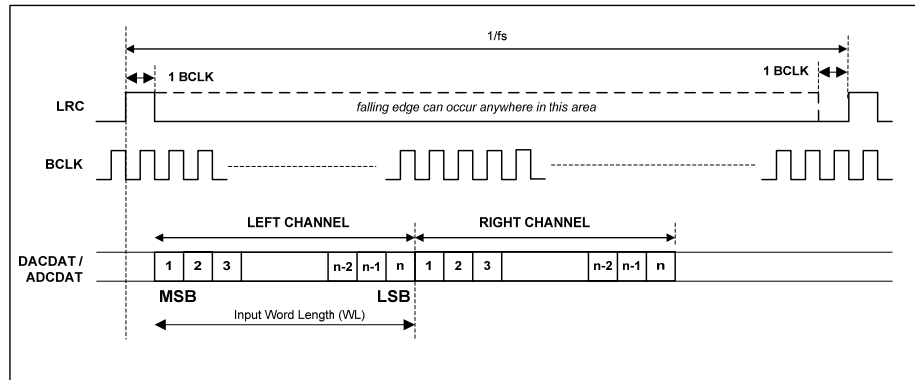 1/fs
1 BCLK
1 BCLK
LRC
falling edge can occur anywhere in this area
BCLK
LEFT CHANNEL
RIGHT CHANNEL
DACDAT /
ADCDAT
1 2 3 n-2 n-1 n 1 2 3 n-2 n-1 n
MSB LSB
Input Word Length (WL)